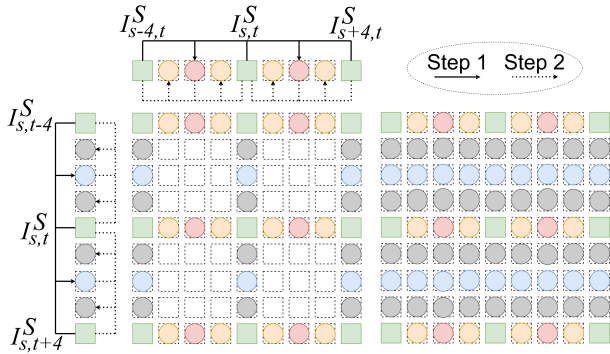 I^S_{s-4,t} I^S_{s,t} I^S_{s+4,t}
Step 1 Step 2
I^S_{s,t-4}
I^S_{s,t}
I^S_{s,t+4}